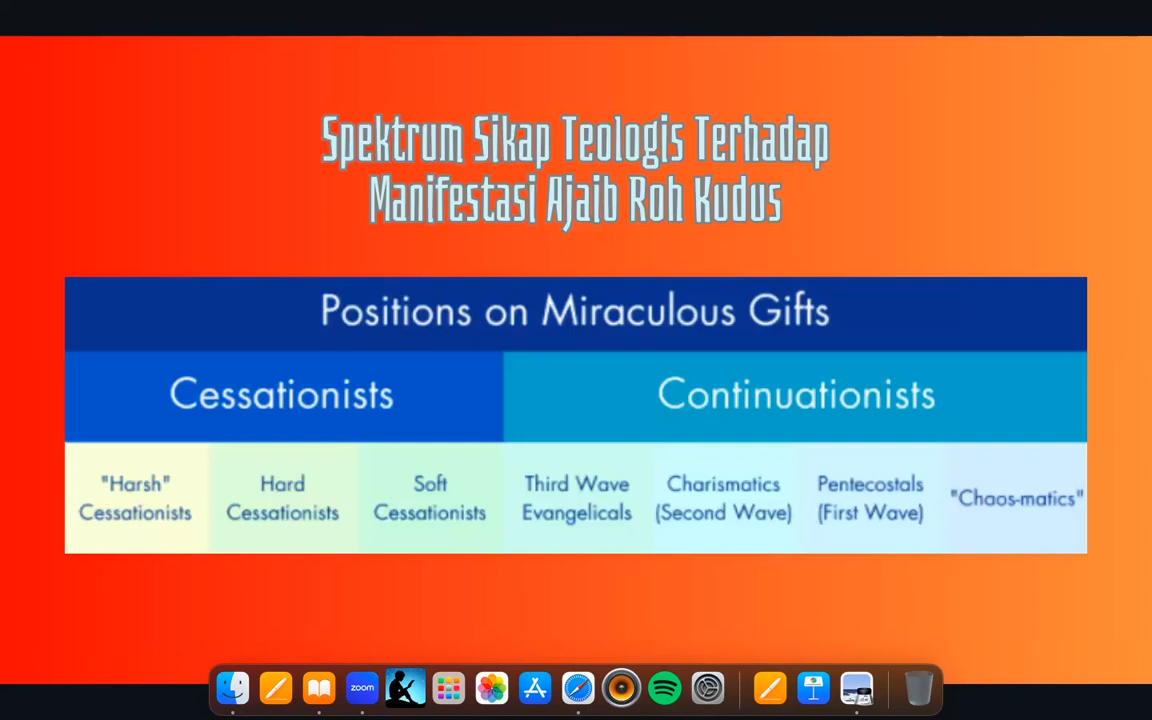 Spektrum Sikap Teologis Terhadap
Manifestasi Ajaib Roh Kudus
Positions on Miraculous Gifts
Cessationists
Continuationists
"Harsh"
Cessationists
Hard
Cessationists
Soft
Cessationists
Third Wave
Evangelicals
Charismatics
(Second Wave)
Pentecostals
(First Wave)
"Chaos-matics"
zoom